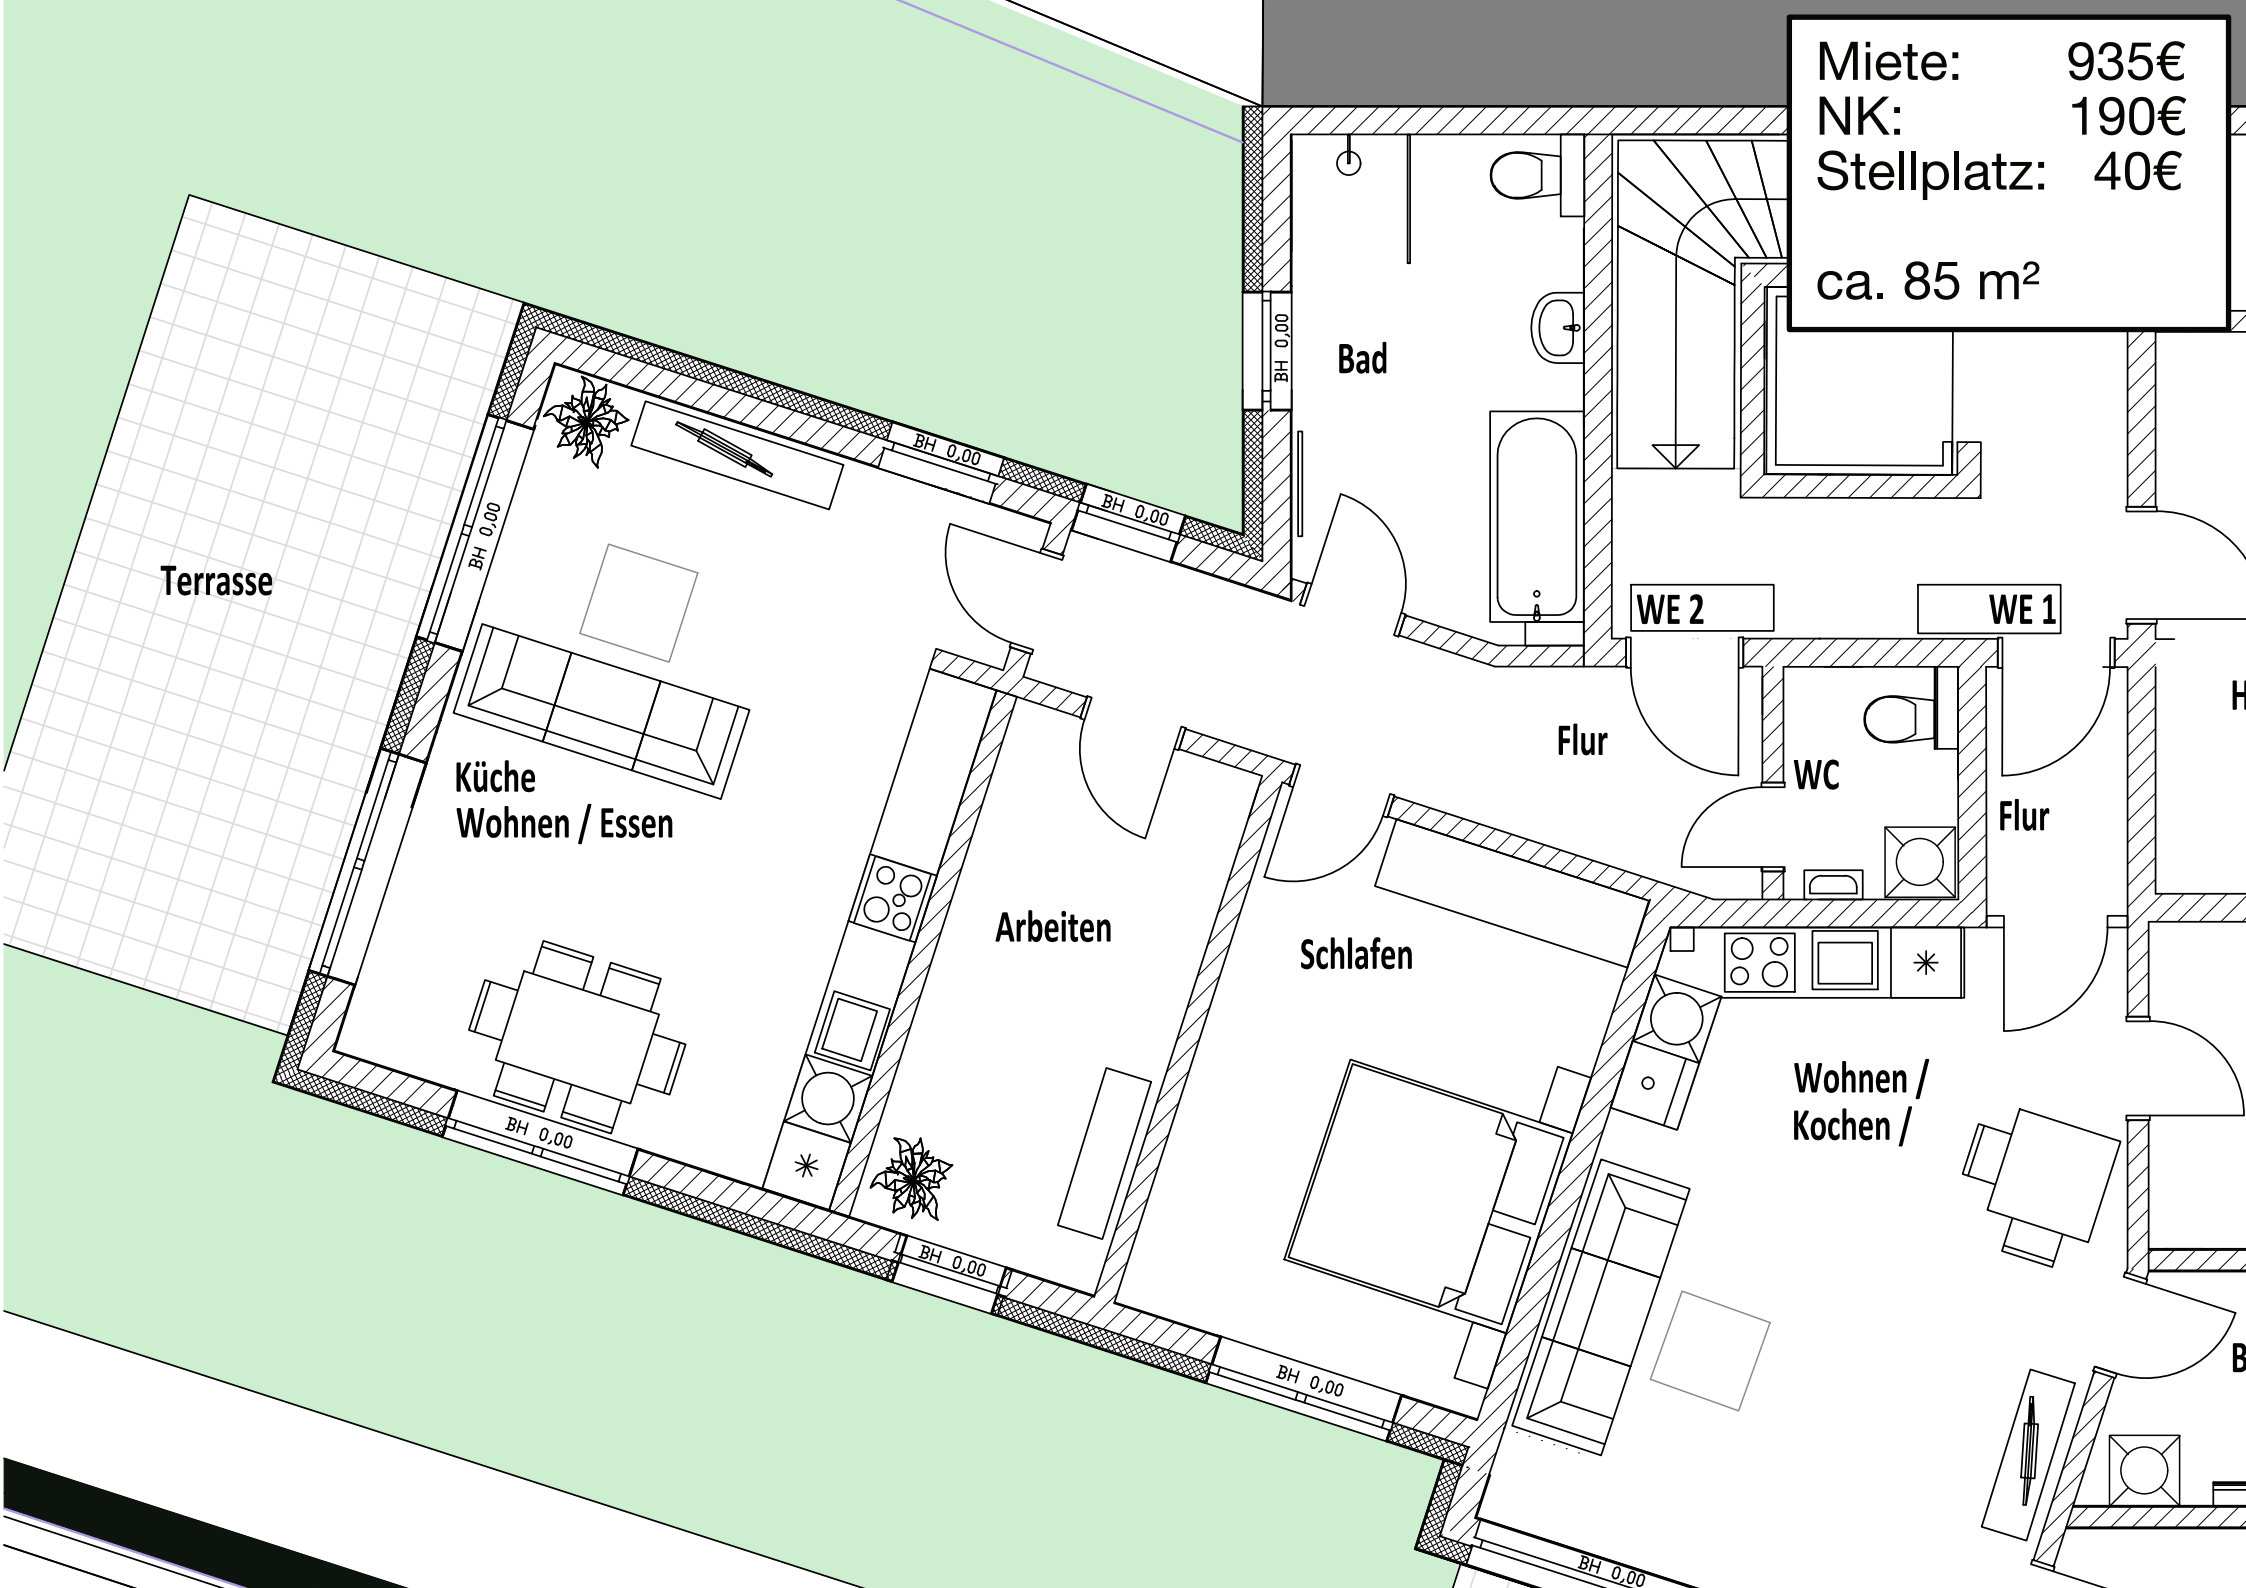 Miete: 935€
NK: 190€
Stellplatz: 40€
ca. 85 m²
Bad
BH 0,00
BH 0,00
BH 0,00
BH 0,00
Terrasse
WE 2
WE 1
Flur
WC
Flur
Küche
Wohnen / Essen
Arbeiten
Schlafen
Wohnen /
Kochen /
BH 0,00
BH 0,00
BH 0,00
BH 0,00
H
B